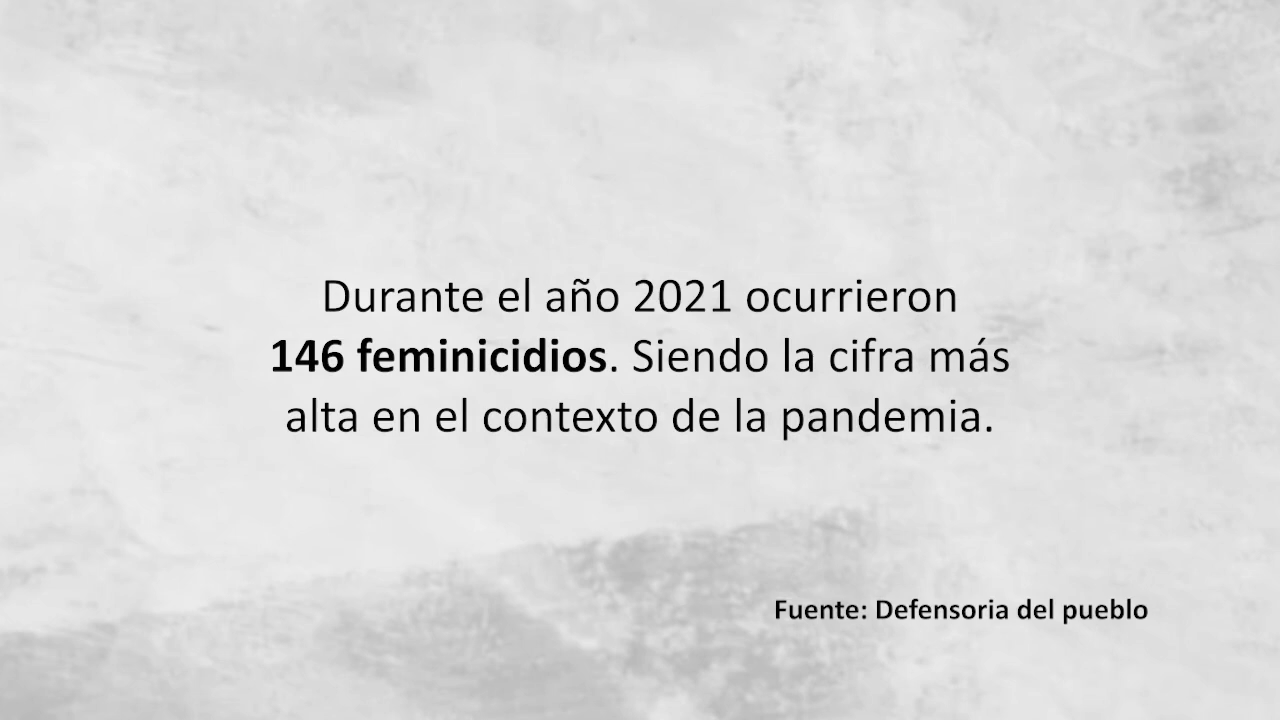 Durante el año 2021 ocurrieron
146 feminicidios. Siendo la cifra más
alta en el contexto de la pandemia.
Fuente: Defensoria del pueblo